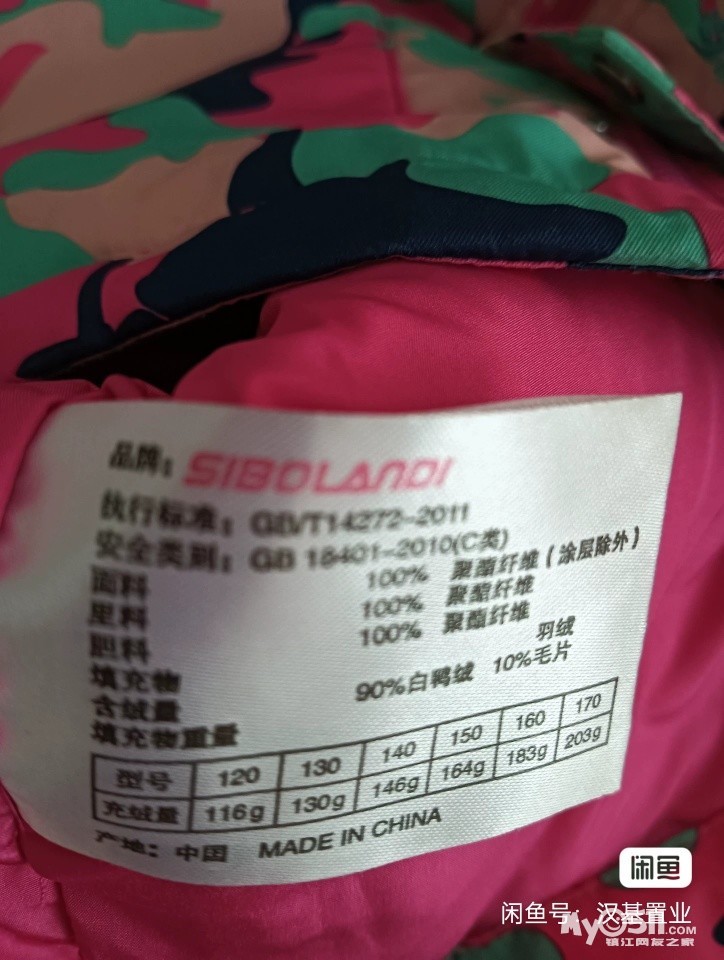 品牌: SIBOLANDI
执行标准: GB/T14272-2011
安全类别: GB 18401-2010(C类)
面料 100% 聚酯纤维(涂层除外)
里料 100% 聚酯纤维
胆料 100% 聚酯纤维
填充物 羽绒
含绒量 90%白鸭绒 10%毛片
填充物重量
型号 120 130 140 150 160 170
充绒量 116g 130g 146g 164g 183g 203g
产地: 中国 MADE IN CHINA
闲鱼
闲鱼号: 汉基置业
My0511.COM
镇江网友之家